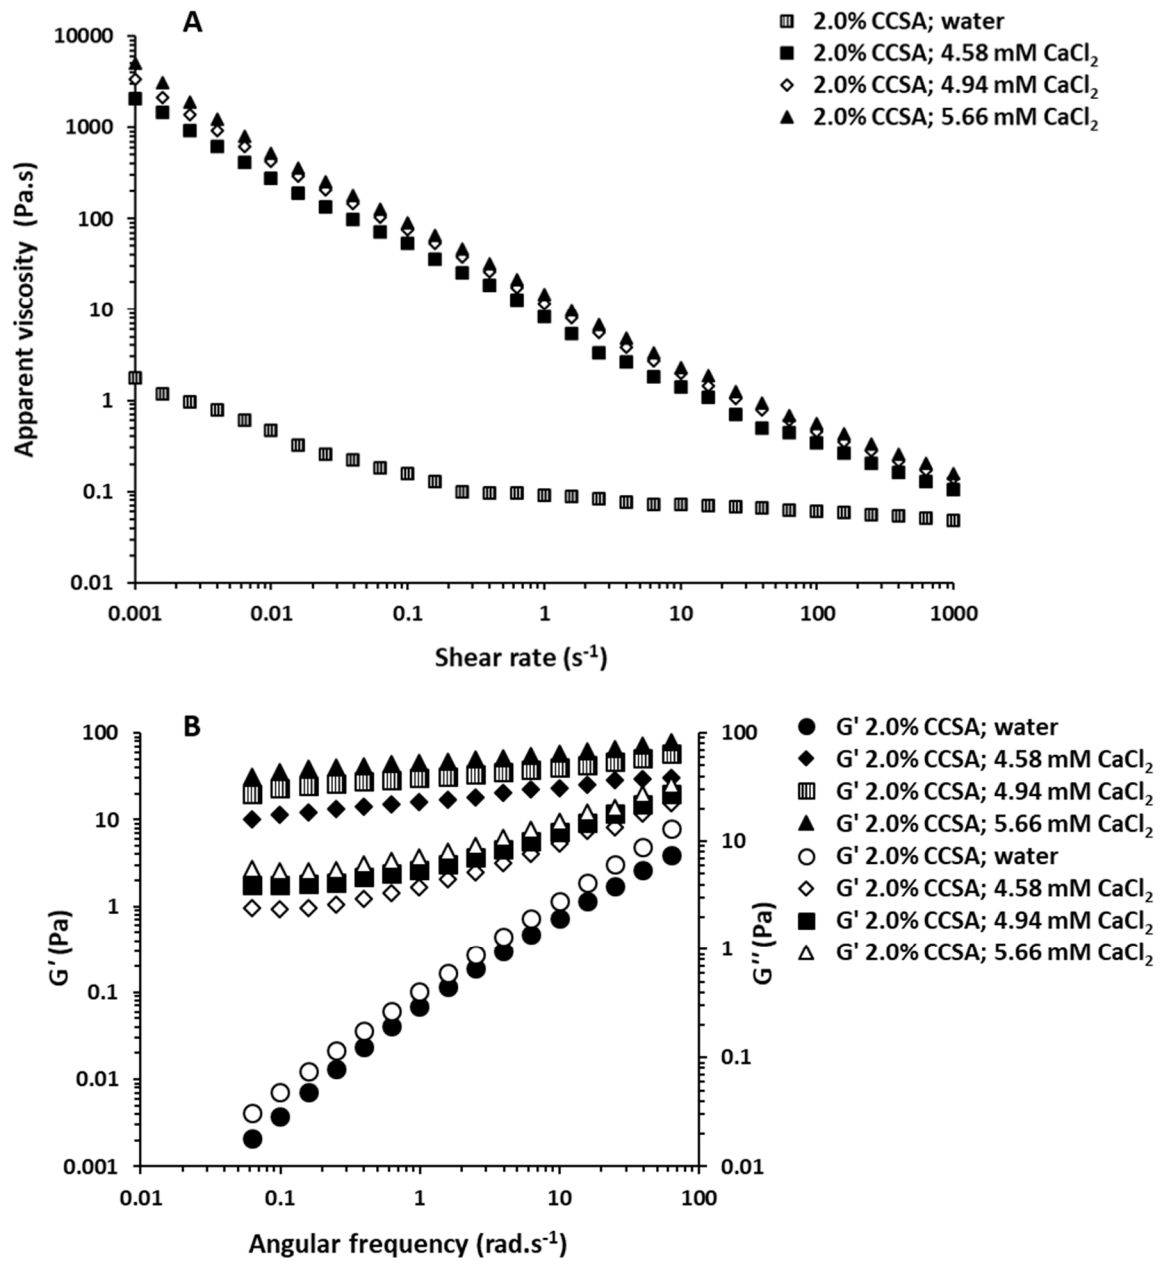 A
2.0% CCSA; water
2.0% CCSA; 4.58 mM CaCl₂
2.0% CCSA; 4.94 mM CaCl₂
2.0% CCSA; 5.66 mM CaCl₂
10000
1000
100
10
1
0.1
0.01
Apparent viscosity (Pa.s)
0.001 0.01 0.1 1 10 100 1000
Shear rate (s⁻¹)
B
G' 2.0% CCSA; water
G' 2.0% CCSA; 4.58 mM CaCl₂
G' 2.0% CCSA; 4.94 mM CaCl₂
G' 2.0% CCSA; 5.66 mM CaCl₂
G' 2.0% CCSA; water
G' 2.0% CCSA; 4.58 mM CaCl₂
G' 2.0% CCSA; 4.94 mM CaCl₂
G' 2.0% CCSA; 5.66 mM CaCl₂
100
10
1
0.1
0.01
0.001
G′ (Pa)
100
10
1
0.1
0.01
G″ (Pa)
0.01 0.1 1 10 100
Angular frequency (rad.s⁻¹)